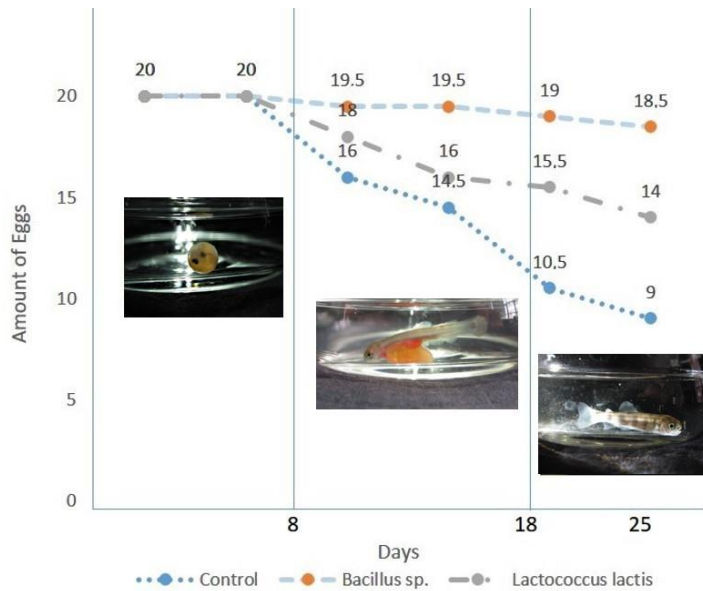 20 20 19.5 19.5 19 18.5
18 16 15,5 14
16 14,5 10,5 9
20
15
10
5
0
Amount of Eggs
8 18 25
Days
Control Bacillus sp. Lactococcus lactis